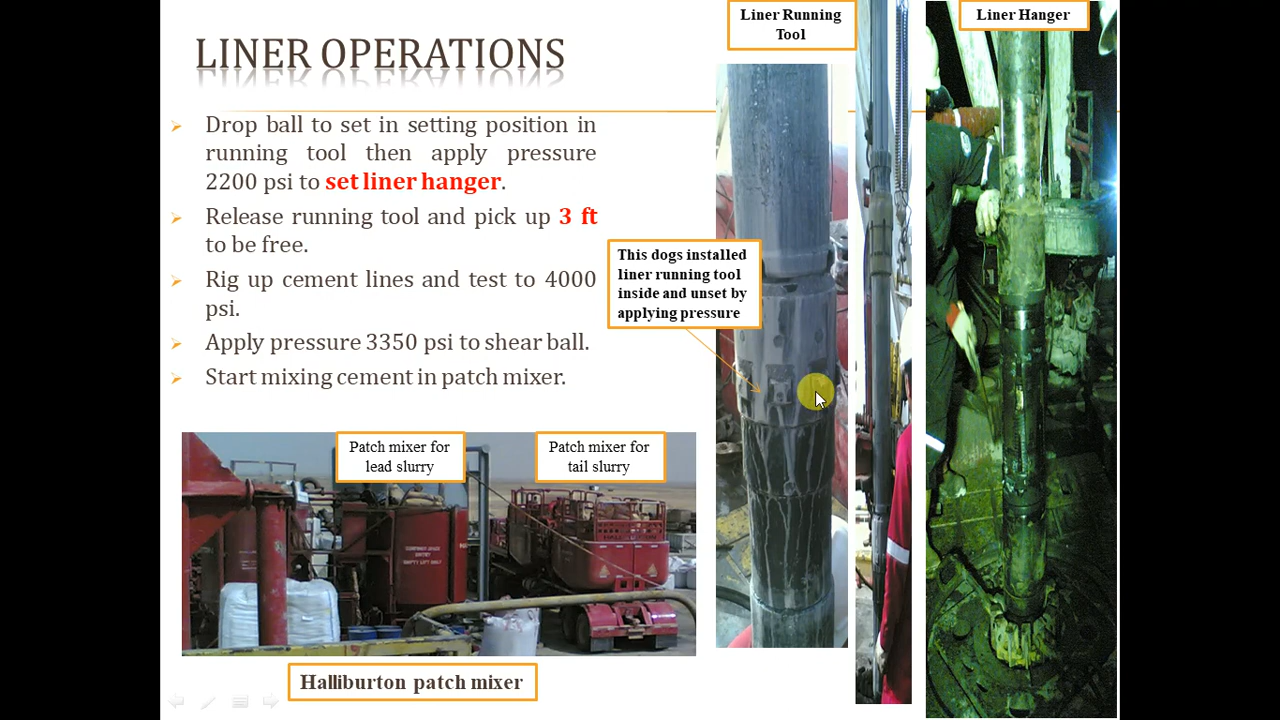 LINER OPERATIONS
Drop ball to set in setting position in
running tool then apply pressure
2200 psi to set liner hanger.
Release running tool and pick up 3 ft
to be free.
Rig up cement lines and test to 4000
psi.
Apply pressure 3350 psi to shear ball.
Start mixing cement in patch mixer.
Liner Running
Tool
Liner Hanger
This dogs installed
liner running tool
inside and unset by
applying pressure
Patch mixer for
lead slurry
Patch mixer for
tail slurry
Halliburton patch mixer